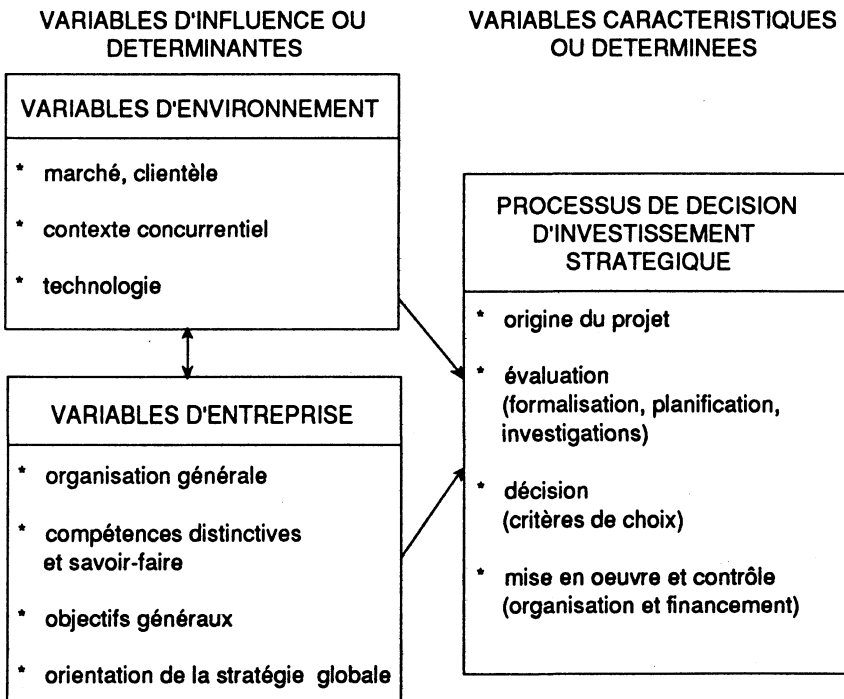 VARIABLES D'INFLUENCE OU
DETERMINANTES
VARIABLES D'ENVIRONNEMENT
* marché, clientèle
* contexte concurrentiel
* technologie
VARIABLES D'ENTREPRISE
* organisation générale
* compétences distinctives
et savoir-faire
* objectifs généraux
* orientation de la stratégie globale
VARIABLES CARACTERISTIQUES
OU DETERMINEES
PROCESSUS DE DECISION
D'INVESTISSEMENT
STRATEGIQUE
* origine du projet
* évaluation
(formalisation, planification,
investigations)
* décision
(critères de choix)
* mise en oeuvre et contrôle
(organisation et financement)